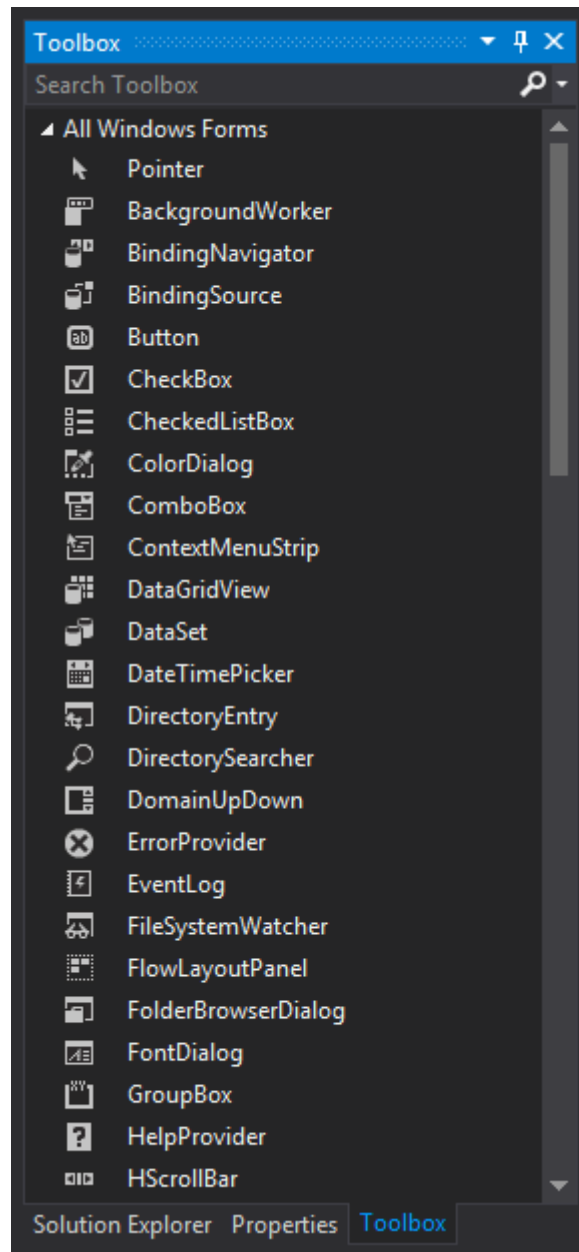 Toolbox
Search Toolbox
All Windows Forms
Pointer
BackgroundWorker
BindingNavigator
BindingSource
Button
CheckBox
CheckedListBox
ColorDialog
ComboBox
ContextMenuStrip
DataGridView
DataSet
DateTimePicker
DirectoryEntry
DirectorySearcher
DomainUpDown
ErrorProvider
EventLog
FileSystemWatcher
FlowLayoutPanel
FolderBrowserDialog
FontDialog
GroupBox
HelpProvider
HScrollBar
Solution Explorer Properties Toolbox